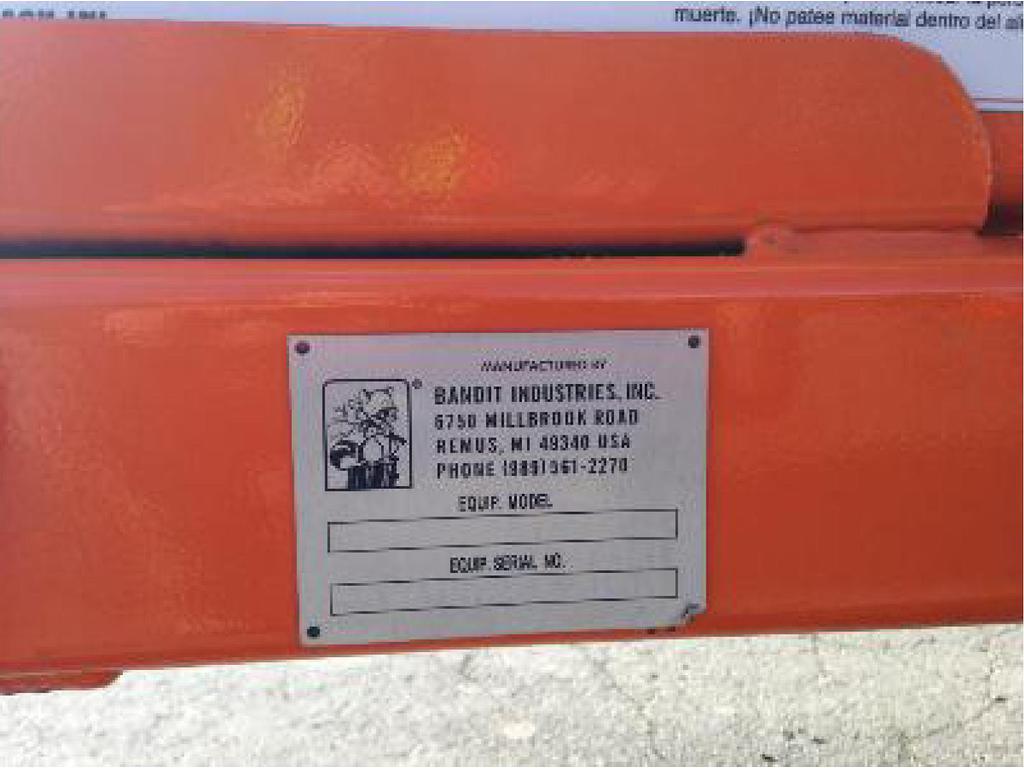 muerte. ¡No patee material dentro del
MANUFACTURED BY
®
BANDIT INDUSTRIES, INC.
6750 MILLBROOK ROAD
REMUS, MI 49340 USA
PHONE (989) 561-2270
EQUIP. MODEL
EQUIP. SERIAL NO.